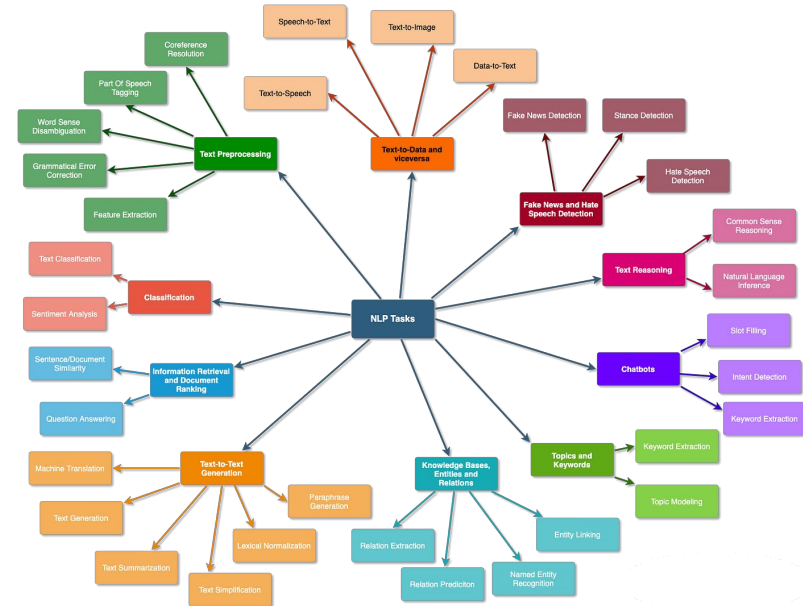 Speech-to-Text
Text-to-Image
Data-to-Text
Text-to-Speech
Text-to-Data and
viceversa
Coreference
Resolution
Part Of Speech
Tagging
Word Sense
Disambiguation
Grammatical Error
Correction
Feature Extraction
Text Preprocessing
Fake News Detection
Stance Detection
Hate Speech
Detection
Fake News and Hate
Speech Detection
Common Sense
Reasoning
Natural Language
Inference
Text Reasoning
Text Classification
Sentiment Analysis
Classification
NLP Tasks
Slot Filling
Intent Detection
Keyword Extraction
Chatbots
Sentence/Document
Similarity
Question Answering
Information Retrieval
and Document
Ranking
Keyword Extraction
Topic Modeling
Topics and
Keywords
Text-to-Text
Generation
Machine Translation
Text Generation
Text Summarization
Text Simplification
Lexical Normalization
Paraphrase
Generation
Knowledge Bases,
Entities and
Relations
Relation Extraction
Relation Prediciton
Named Entity
Recognition
Entity Linking